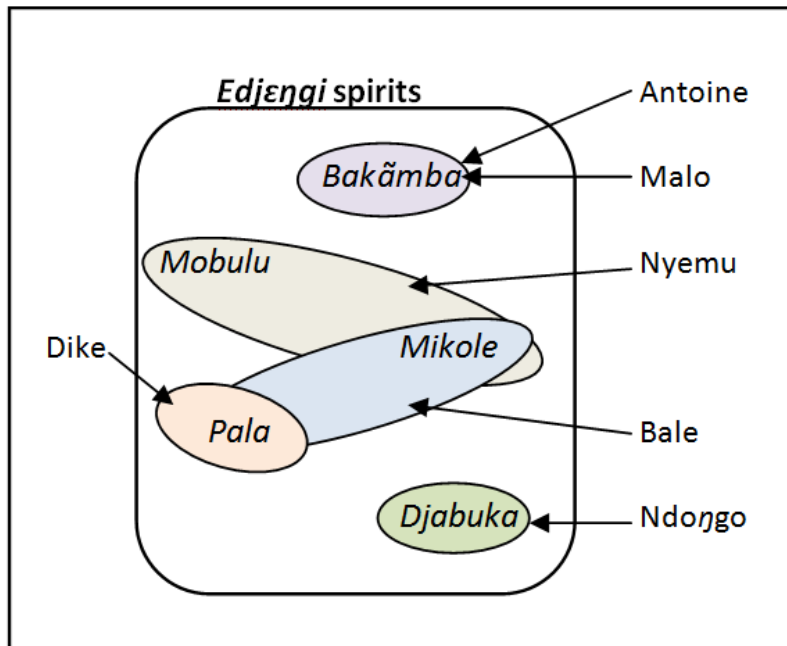 Edjɛŋgi spirits
Antoine
Bakãmba
Malo
Mobulu
Nyemu
Dike
Mikole
Pala
Bale
Djabuka
Ndoŋgo